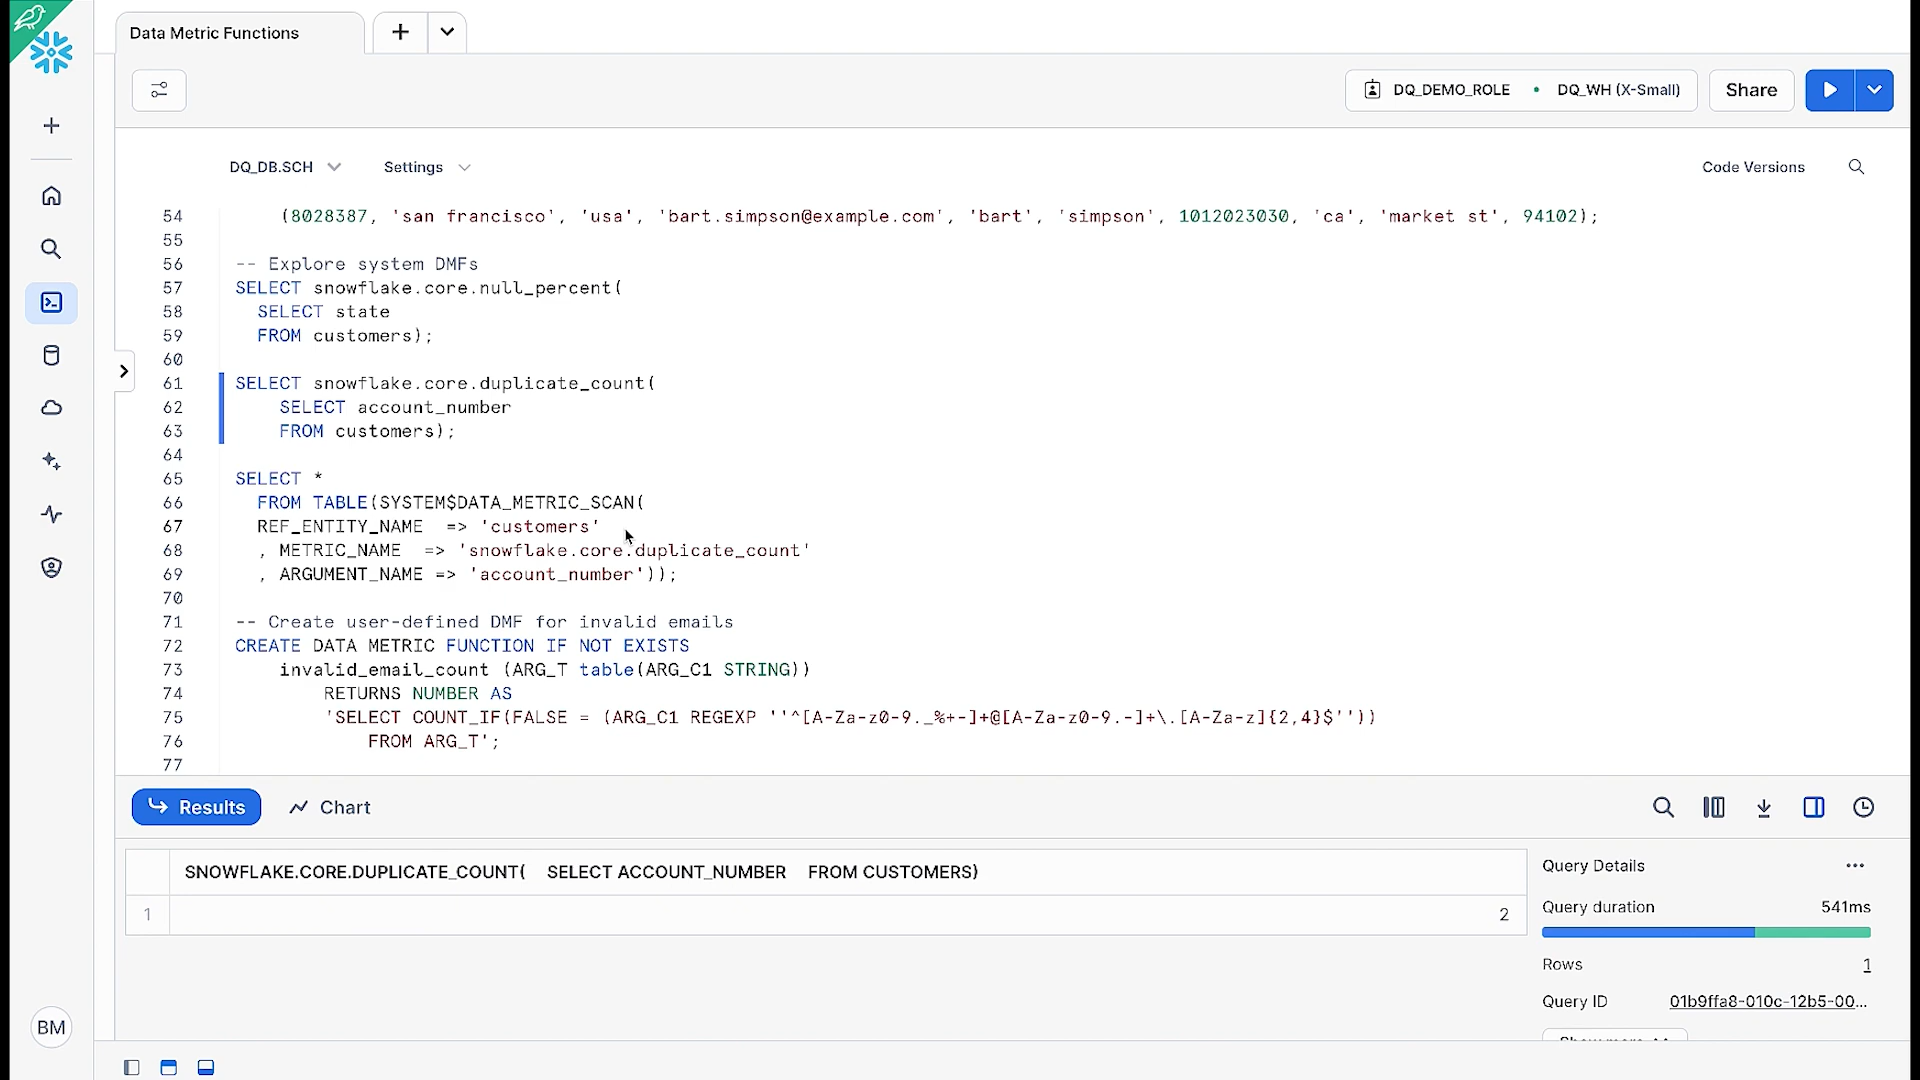 Data Metric Functions
DQ_DEMO_ROLE • DQ_WH (X-Small)
Share
DQ_DB.SCH
Settings
Code Versions
54 (8028387, 'san francisco', 'usa', 'bart.simpson@example.com', 'bart', 'simpson', 1012023030, 'ca', 'market st', 94102);
55
56 -- Explore system DMFs
57 SELECT snowflake.core.null_percent(
58 SELECT state
59 FROM customers);
60
61 SELECT snowflake.core.duplicate_count(
62 SELECT account_number
63 FROM customers);
64
65 SELECT *
66 FROM TABLE(SYSTEM$DATA_METRIC_SCAN(
67 REF_ENTITY_NAME => 'customers'
68 , METRIC_NAME => 'snowflake.core.duplicate_count'
69 , ARGUMENT_NAME => 'account_number'));
70
71 -- Create user-defined DMF for invalid emails
72 CREATE DATA METRIC FUNCTION IF NOT EXISTS
73 invalid_email_count (ARG_T table(ARG_C1 STRING))
74 RETURNS NUMBER AS
75 'SELECT COUNT_IF(FALSE = (ARG_C1 REGEXP ''^[A-Za-z0-9._%+-]+@[A-Za-z0-9.-]+\.[A-Za-z]{2,4}$''))
76 FROM ARG_T';
77
Results
Chart
SNOWFLAKE.CORE.DUPLICATE_COUNT( SELECT ACCOUNT_NUMBER FROM CUSTOMERS)
1 2
Query Details
Query duration 541ms
Rows 1
Query ID 01b9ffa8-010c-12b5-00...
BM